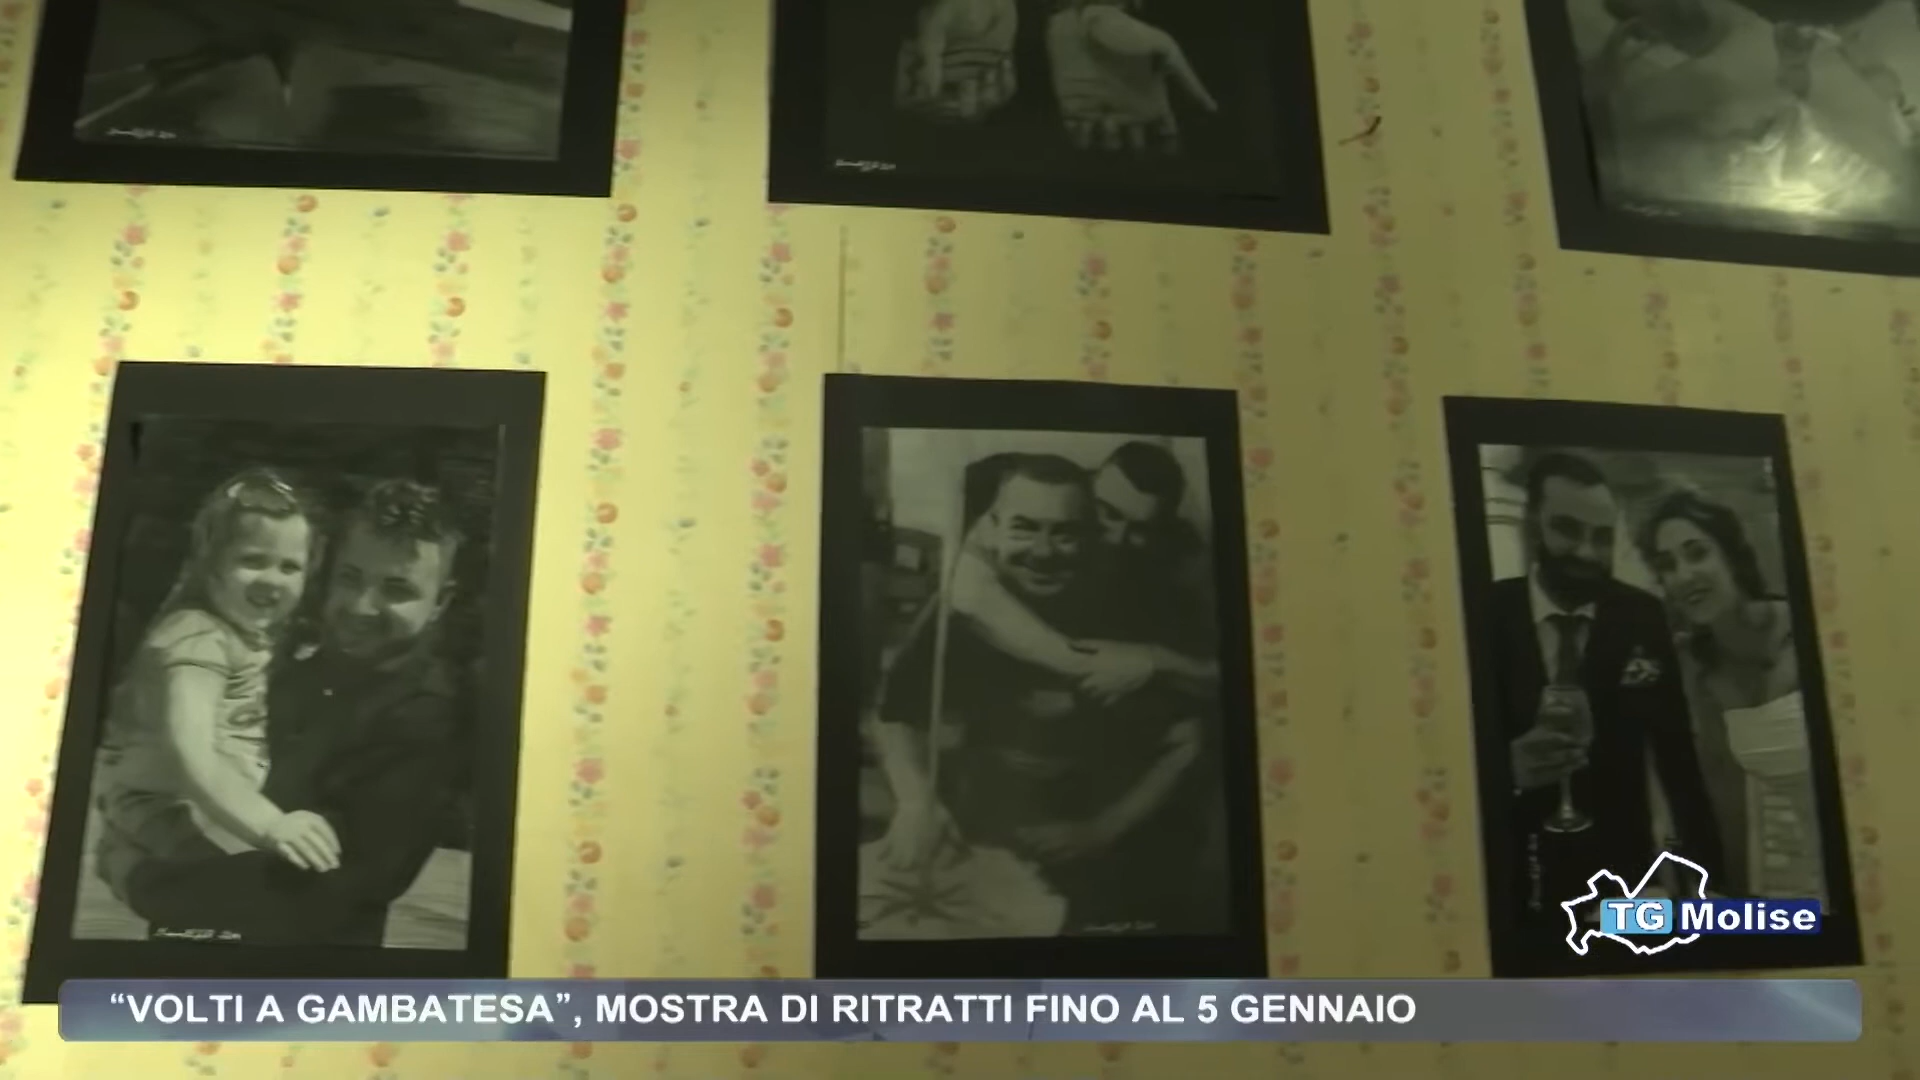 TG Molise
“VOLTI A GAMBATESA”, MOSTRA DI RITRATTI FINO AL 5 GENNAIO